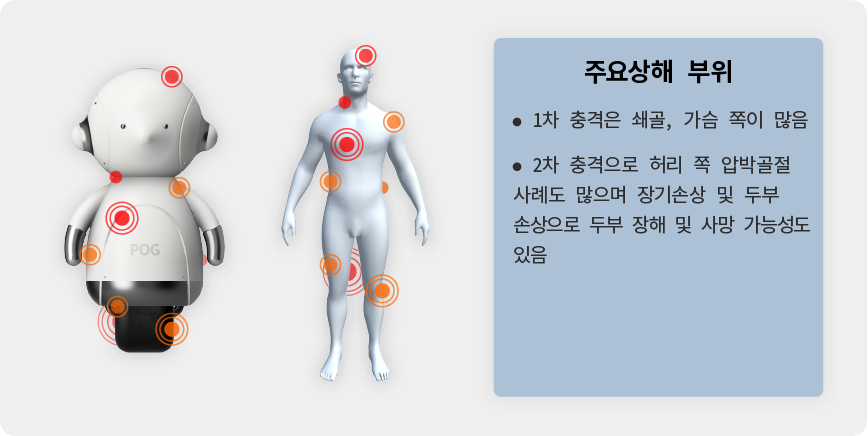 POG
주요상해 부위
● 1차 충격은 쇄골, 가슴 쪽이 많음
● 2차 충격으로 허리 쪽 압박골절
사례도 많으며 장기손상 및 두부
손상으로 두부 장해 및 사망 가능성도
있음